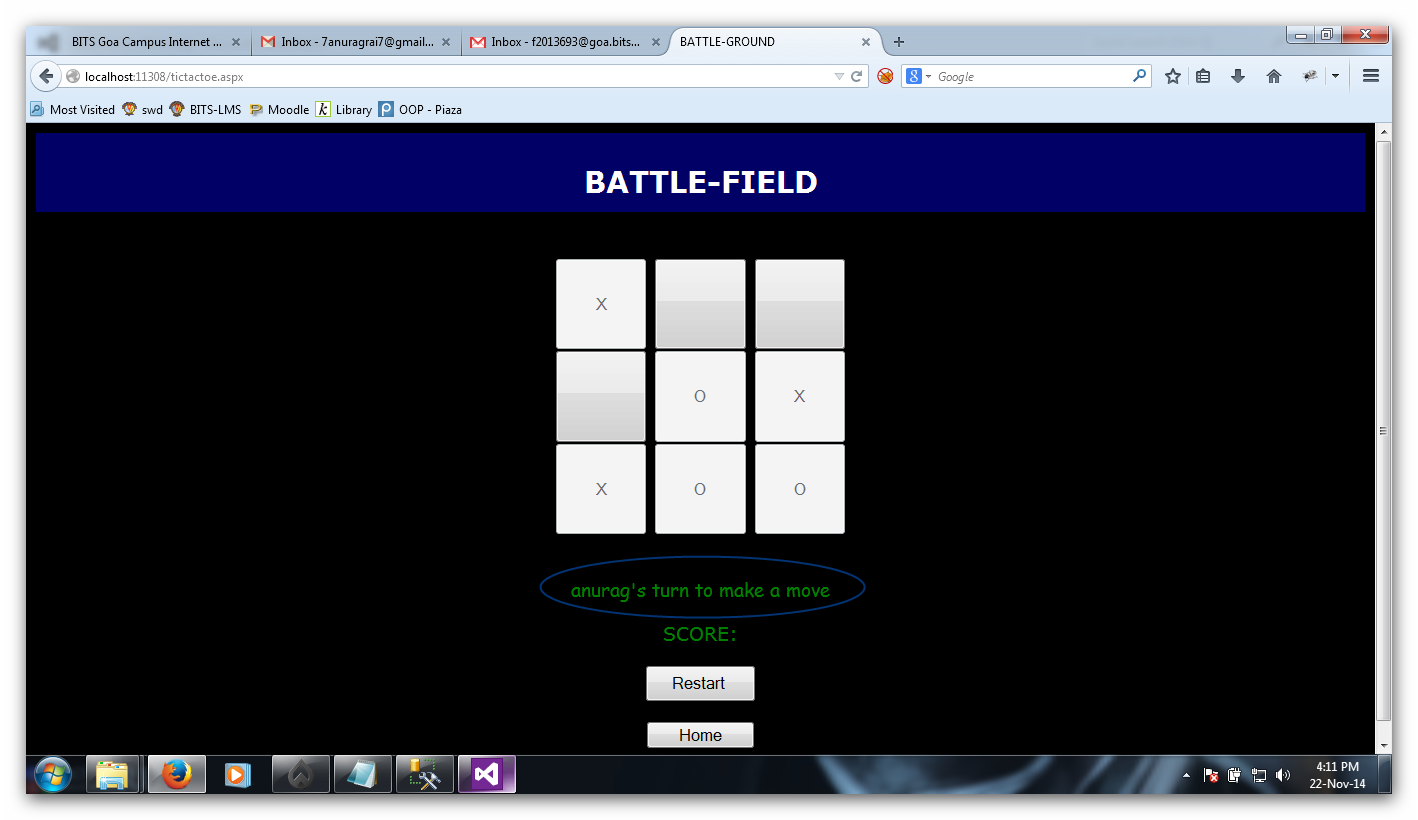 BITS Goa Campus Internet ...
Inbox - 7anuragrai7@gmail....
Inbox - f2013693@goa.bits...
BATTLE-GROUND
localhost:11308/tictactoe.aspx
Google
Most Visited swd BITS-LMS Moodle Library OOP - Piaza
BATTLE-FIELD
X
O X
X O O
anurag's turn to make a move
SCORE:
Restart
Home
4:11 PM
22-Nov-14